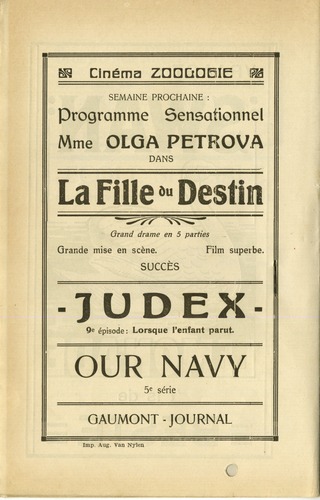 Cinéma ZOOLOGIE
SEMAINE PROCHAINE :
Programme Sensationnel
Mme OLGA PETROVA
DANS
La Fille du Destin
Grand drame en 5 parties
Grande mise en scène. Film superbe.
SUCCÈS
- JUDEX -
9e épisode : Lorsque l'enfant parut.
OUR NAVY
5e série
GAUMONT - JOURNAL
Imp. Aug. Van Nylen